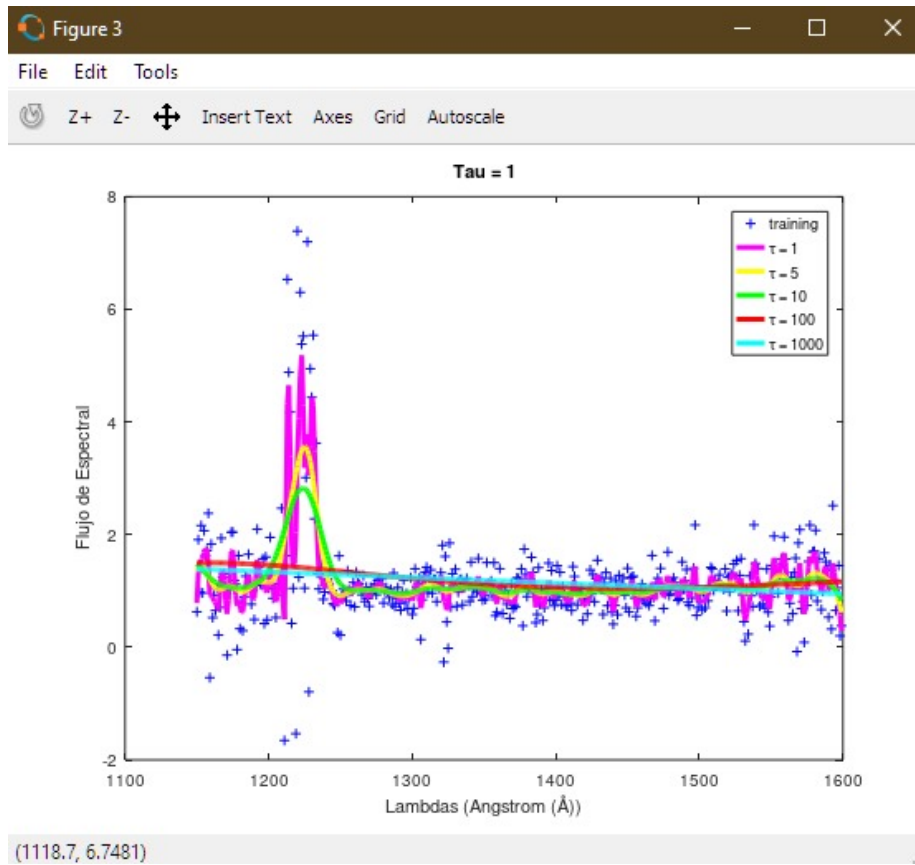 Figure 3
File Edit Tools
Z+ Z- Insert Text Axes Grid Autoscale
Tau = 1
8
6
4
2
0
-2
Flujo de Espectral
training
τ = 1
τ = 5
τ = 10
τ = 100
τ = 1000
1100 1200 1300 1400 1500 1600
Lambdas (Angstrom (Å))
(1118.7, 6.7481)